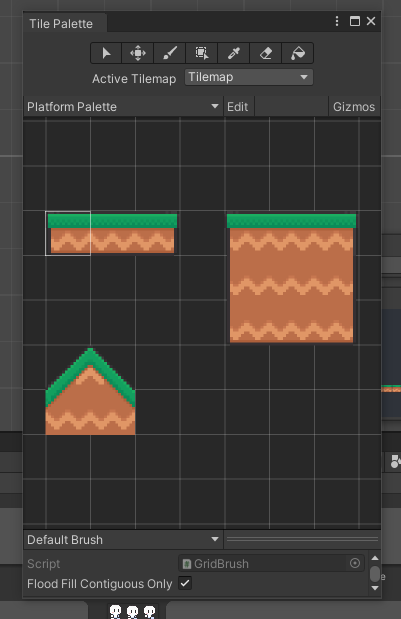 Tile Palette
Active Tilemap Tilemap
Platform Palette Edit Gizmos
Default Brush
Script GridBrush
Flood Fill Contiguous Only
e